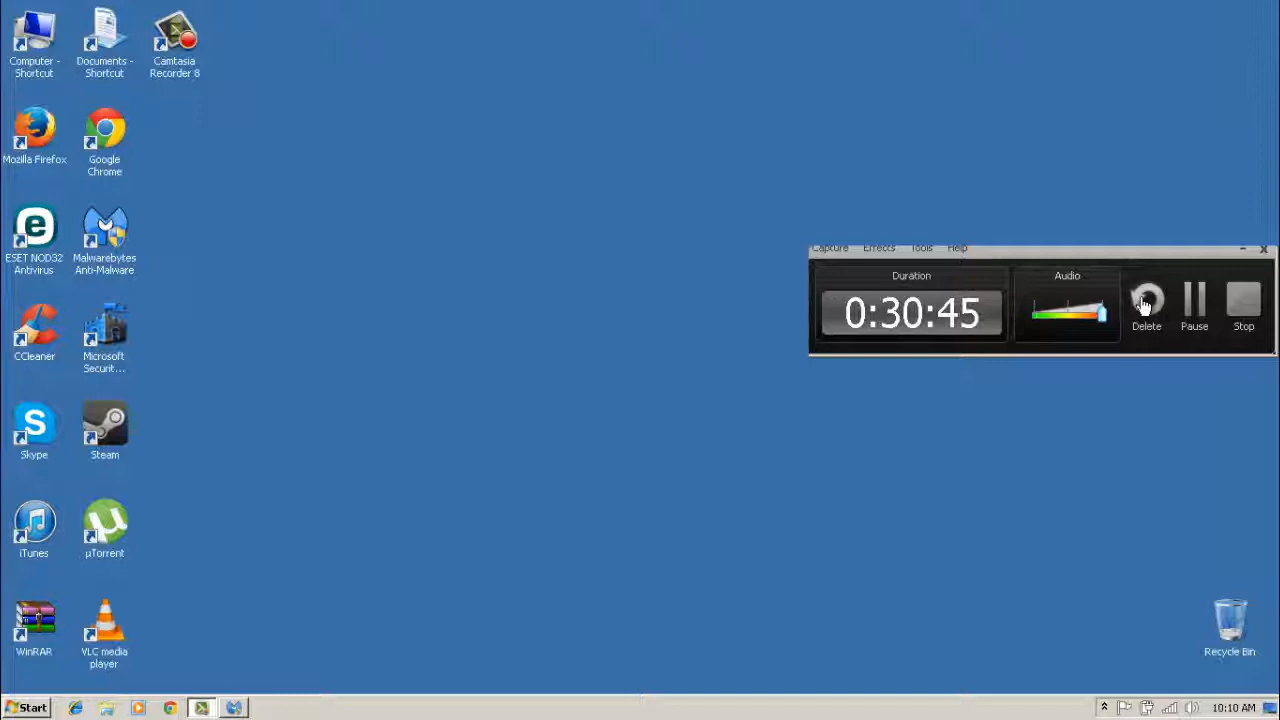 Computer -
Shortcut
Documents -
Shortcut
Camtasia
Recorder 8
Mozilla Firefox
Google
Chrome
ESET NOD32
Antivirus
Malwarebytes
Anti-Malware
CCleaner
Microsoft
Securit...
Skype
Steam
iTunes
µTorrent
WinRAR
VLC media
player
Capture Effects Tools Help
Duration
0:30:45
Audio
Delete Pause Stop
Recycle Bin
Start
10:10 AM